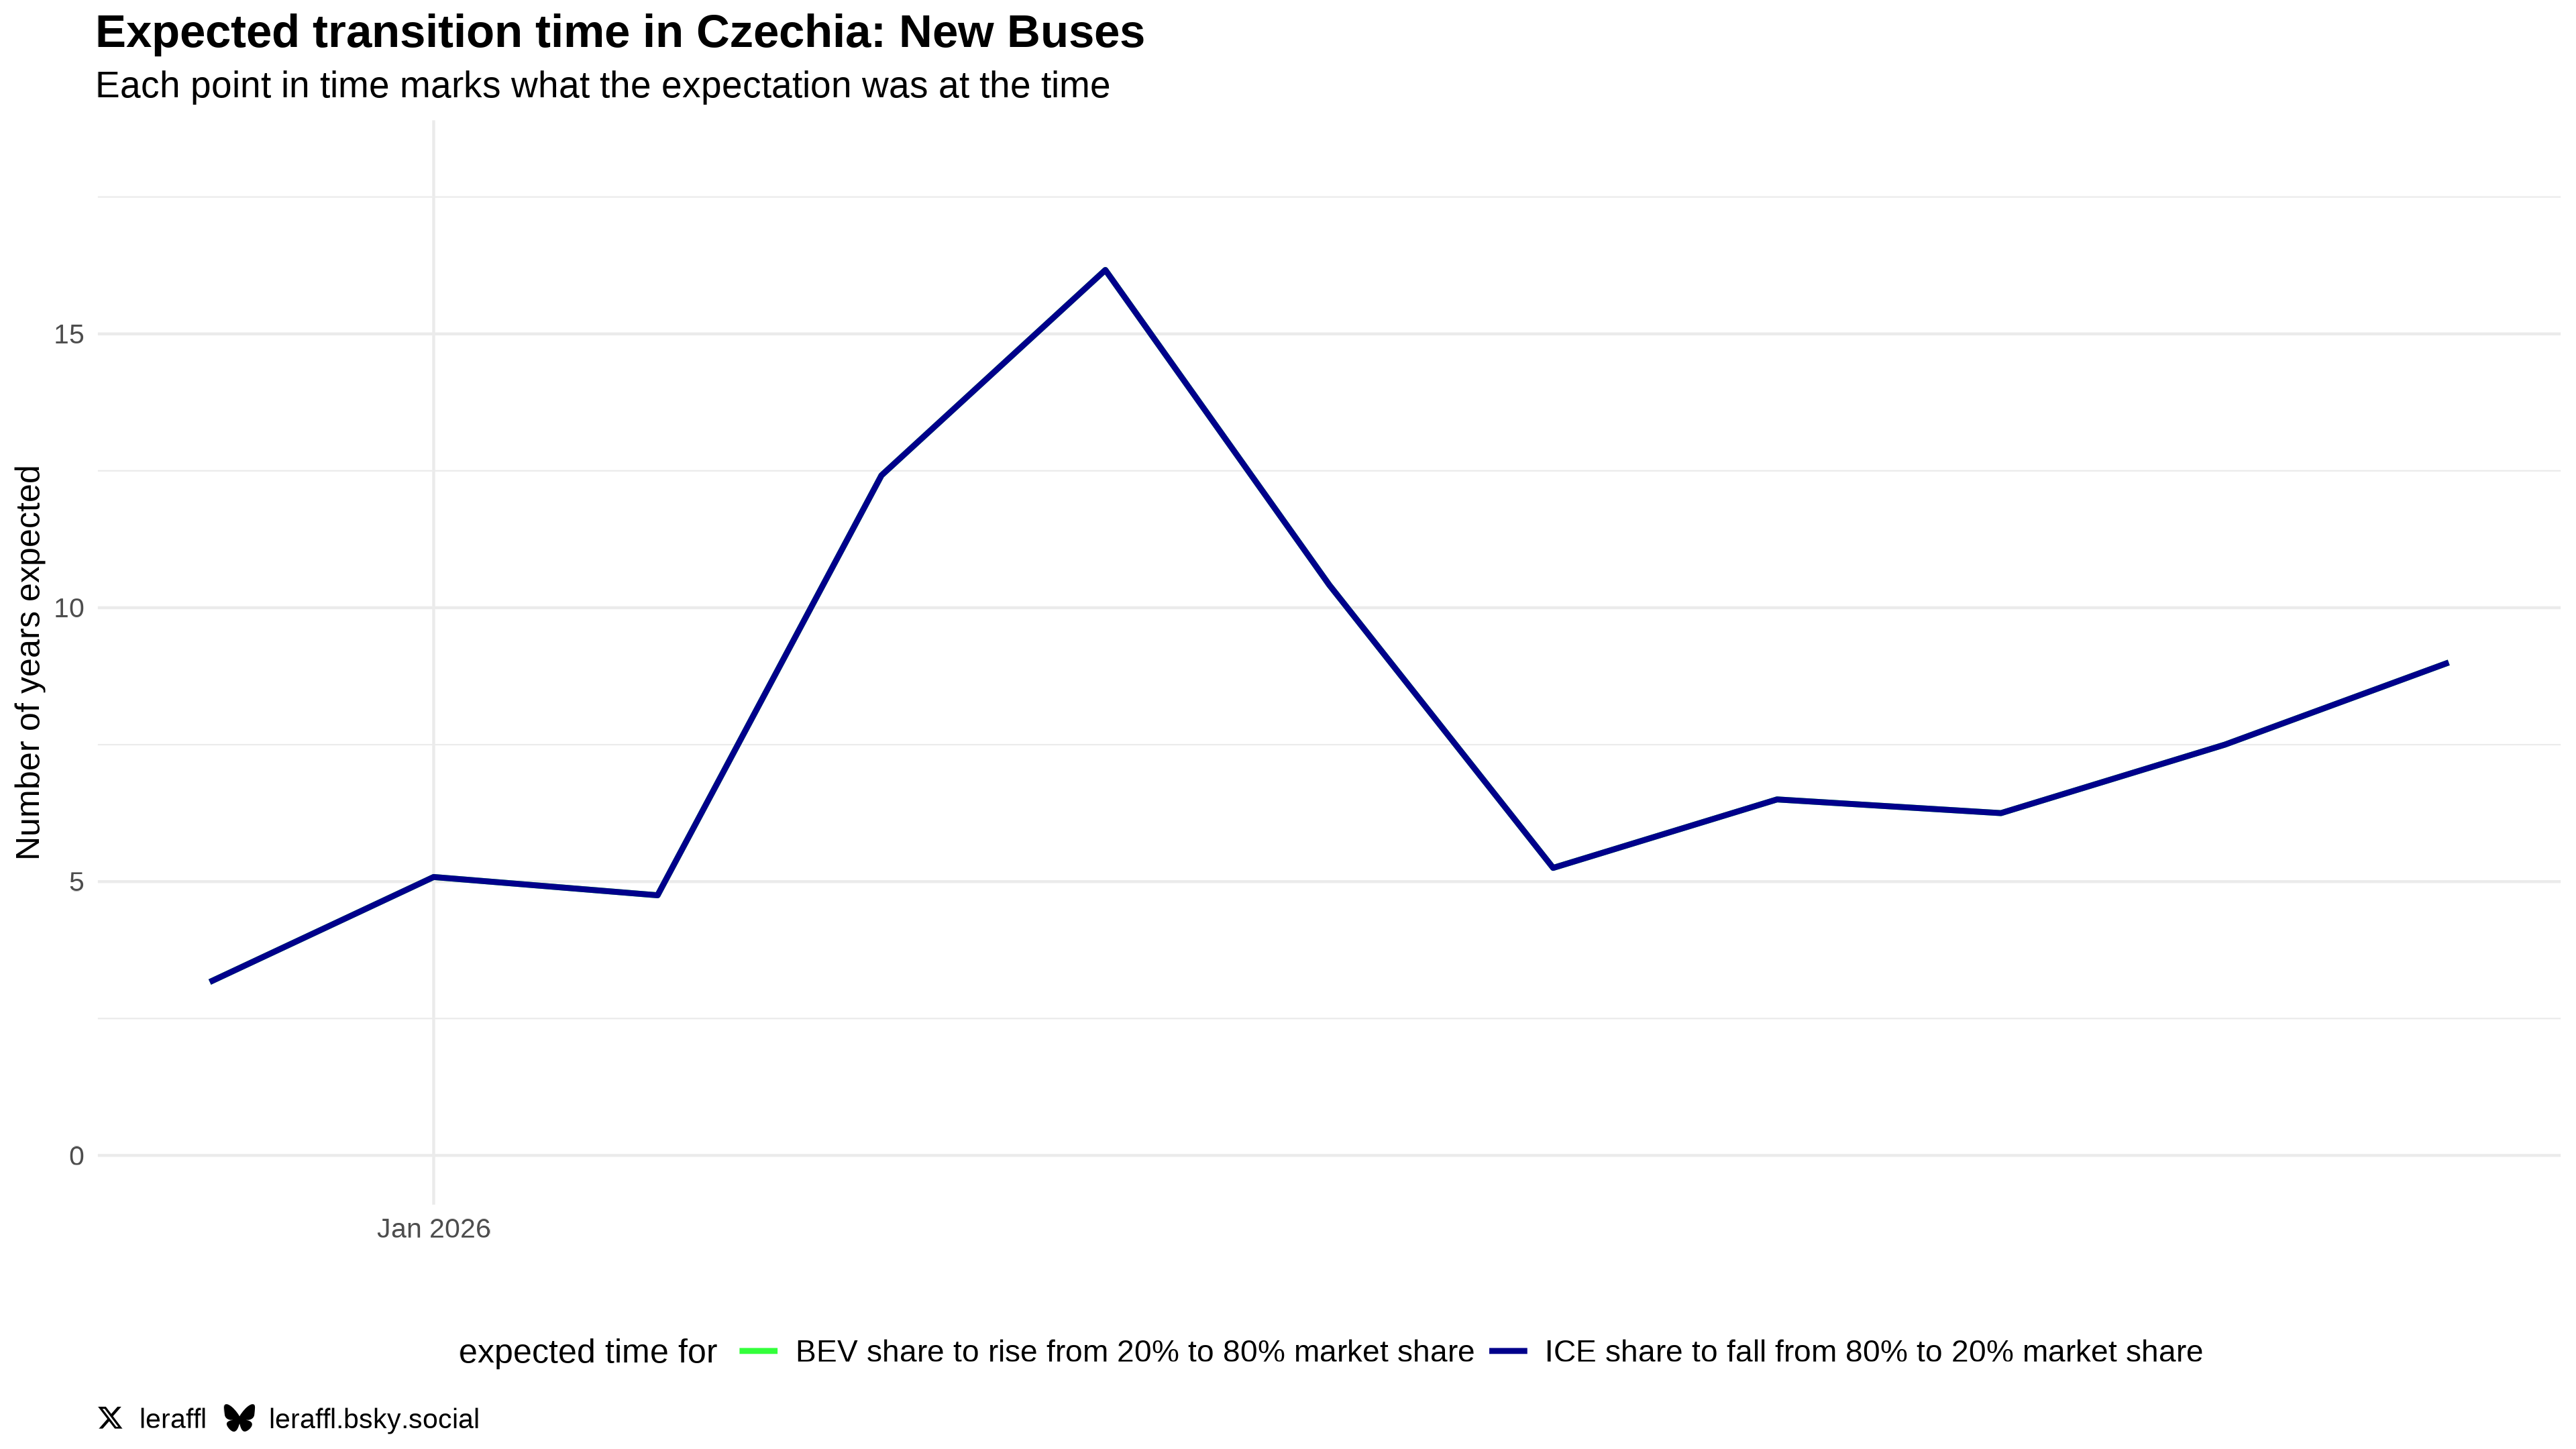 Expected transition time in Czechia: New Buses
Each point in time marks what the expectation was at the time
Number of years expected
15
10
5
0
Jan 2026
expected time for BEV share to rise from 20% to 80% market share ICE share to fall from 80% to 20% market share
leraffl leraffl.bsky.social